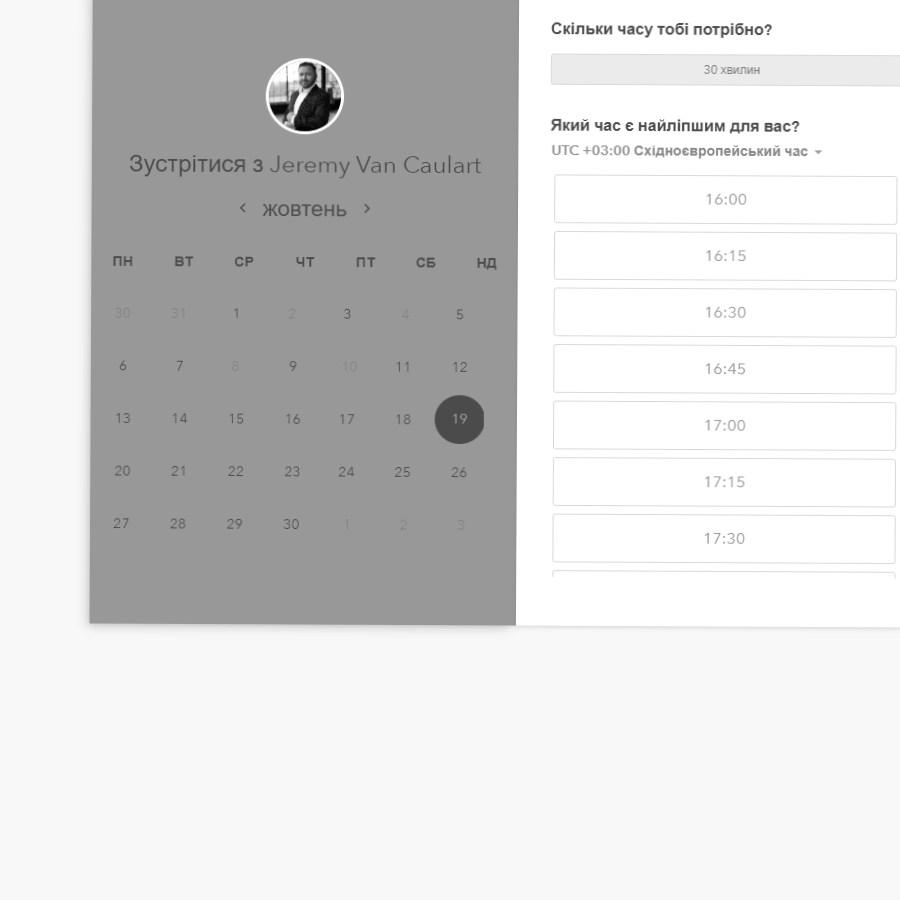 Зустрітися з Jeremy Van Caulart
жовтень
ПН ВТ СР ЧТ ПТ СБ НД
30 31 1 2 3 4 5
6 7 8 9 10 11 12
13 14 15 16 17 18 19
20 21 22 23 24 25 26
27 28 29 30 1 2 3
Скільки часу тобі потрібно?
30 хвилин
Який час є найліпшим для вас?
UTC +03:00 Східноєвропейський час
16:00
16:15
16:30
16:45
17:00
17:15
17:30